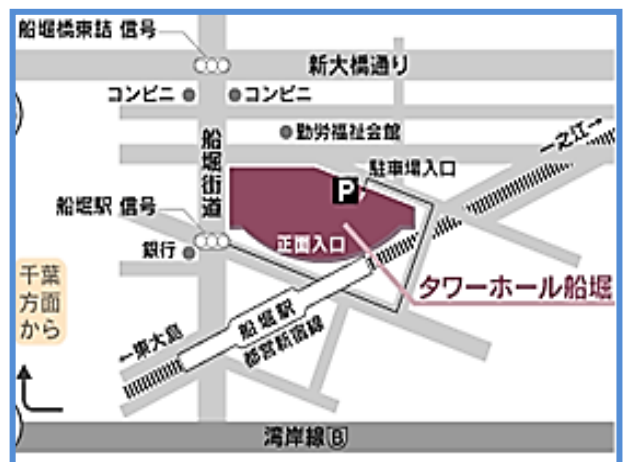 船堀橋東詰 信号
新大橋通り
コンビニ
コンビニ
船堀街道
勤労福祉会館
一之江→
駐車場入口
P
船堀駅 信号
正面入口
銀行
タワーホール船堀
千葉
方面
から
船堀駅
都営新宿線
←東大島
湾岸線Ⓑ